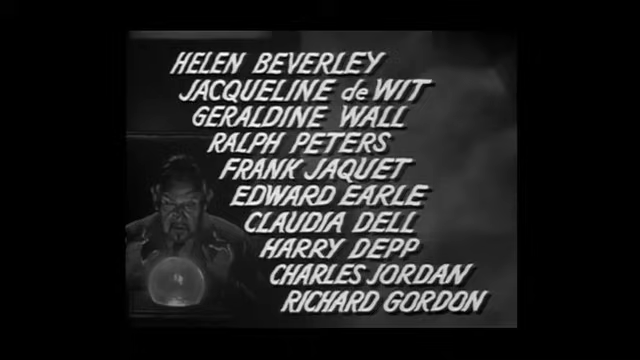 HELEN BEVERLEY
JACQUELINE de WIT
GERALDINE WALL
RALPH PETERS
FRANK JAQUET
EDWARD EARLE
CLAUDIA DELL
HARRY DEPP
CHARLES JORDAN
RICHARD GORDON